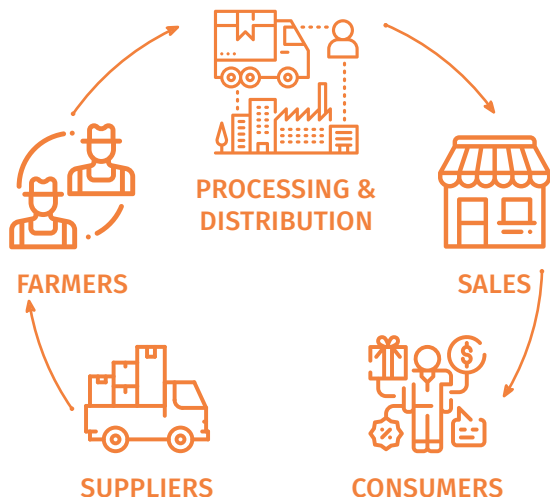 PROCESSING &
DISTRIBUTION
FARMERS
SALES
$
%
SUPPLIERS
CONSUMERS